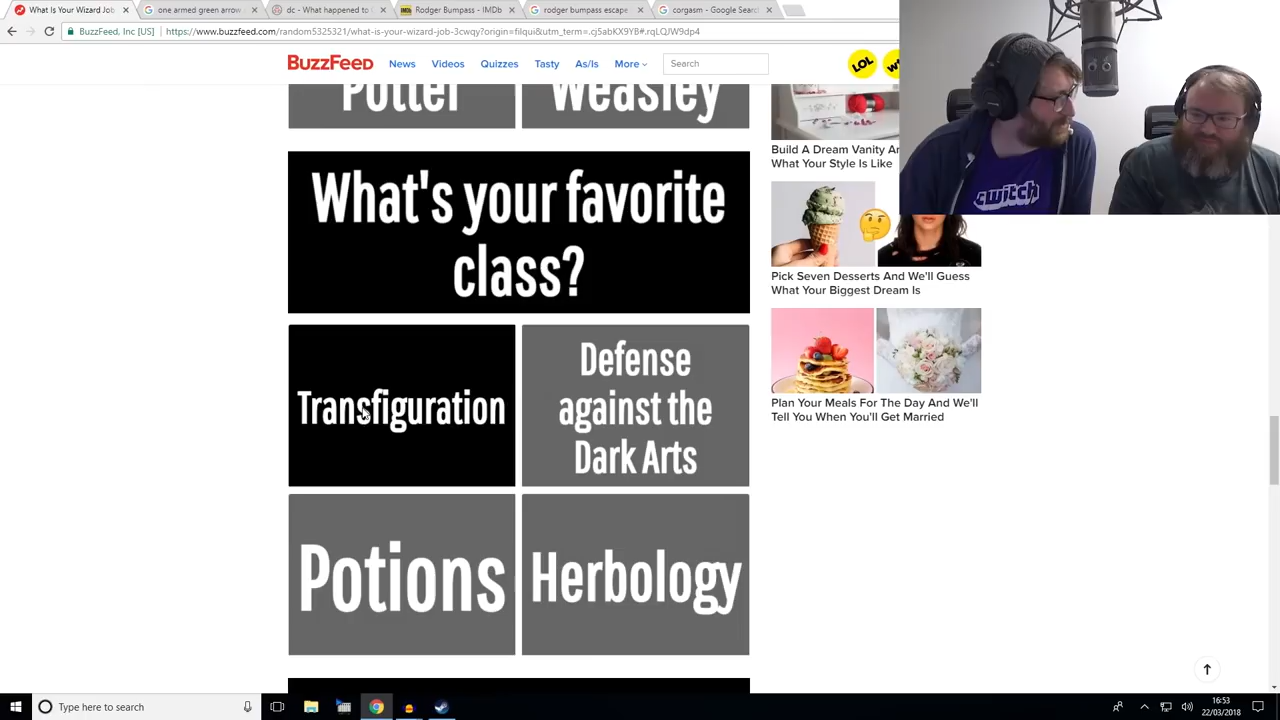 What Is Your Wizard Job
one armed green arrow
dc - What happened to G
Rodger Bumpass - IMDb
rodger bumpass escape
corgasm - Google Search
BuzzFeed, Inc [US]
https://www.buzzfeed.com/random5325321/what-is-your-wizard-job-3cwqy?origin=filqui&utm_term=.cj5abKX9YB#.rqLQJW9dp4
BuzzFeed
News
Videos
Quizzes
Tasty
As/Is
More
Search
LOL
Potter
Weasley
What's your favorite
class?
Transfiguration
Defense
against the
Dark Arts
Potions
Herbology
Build A Dream Vanity
What Your Style Is Like
Pick Seven Desserts And We'll Guess
What Your Biggest Dream Is
Plan Your Meals For The Day And We'll
Tell You When You'll Get Married
twitch
Type here to search
16:53
22/03/2018